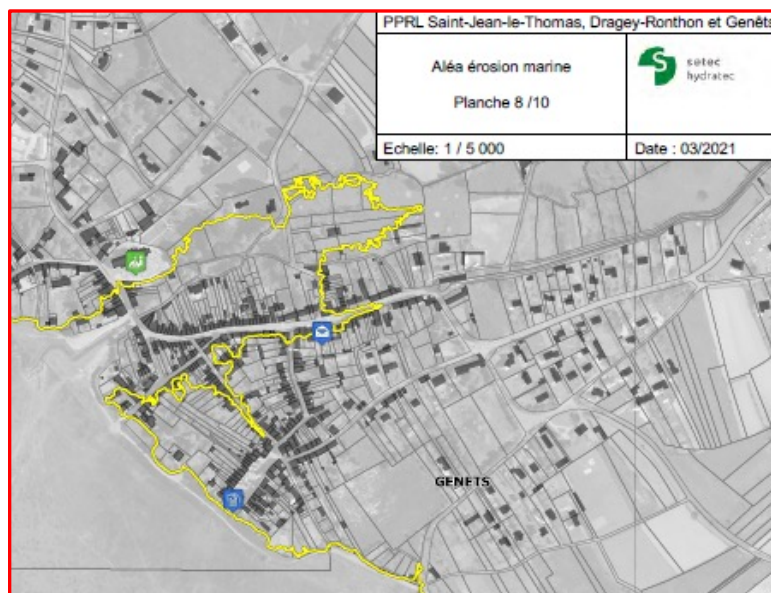 PPRL Saint-Jean-le-Thomas, Dragey-Ronthon et Genêts
Aléa érosion marine
Planche 8 /10
setec
hydratec
Echelle: 1 / 5 000
Date : 03/2021
GENETS